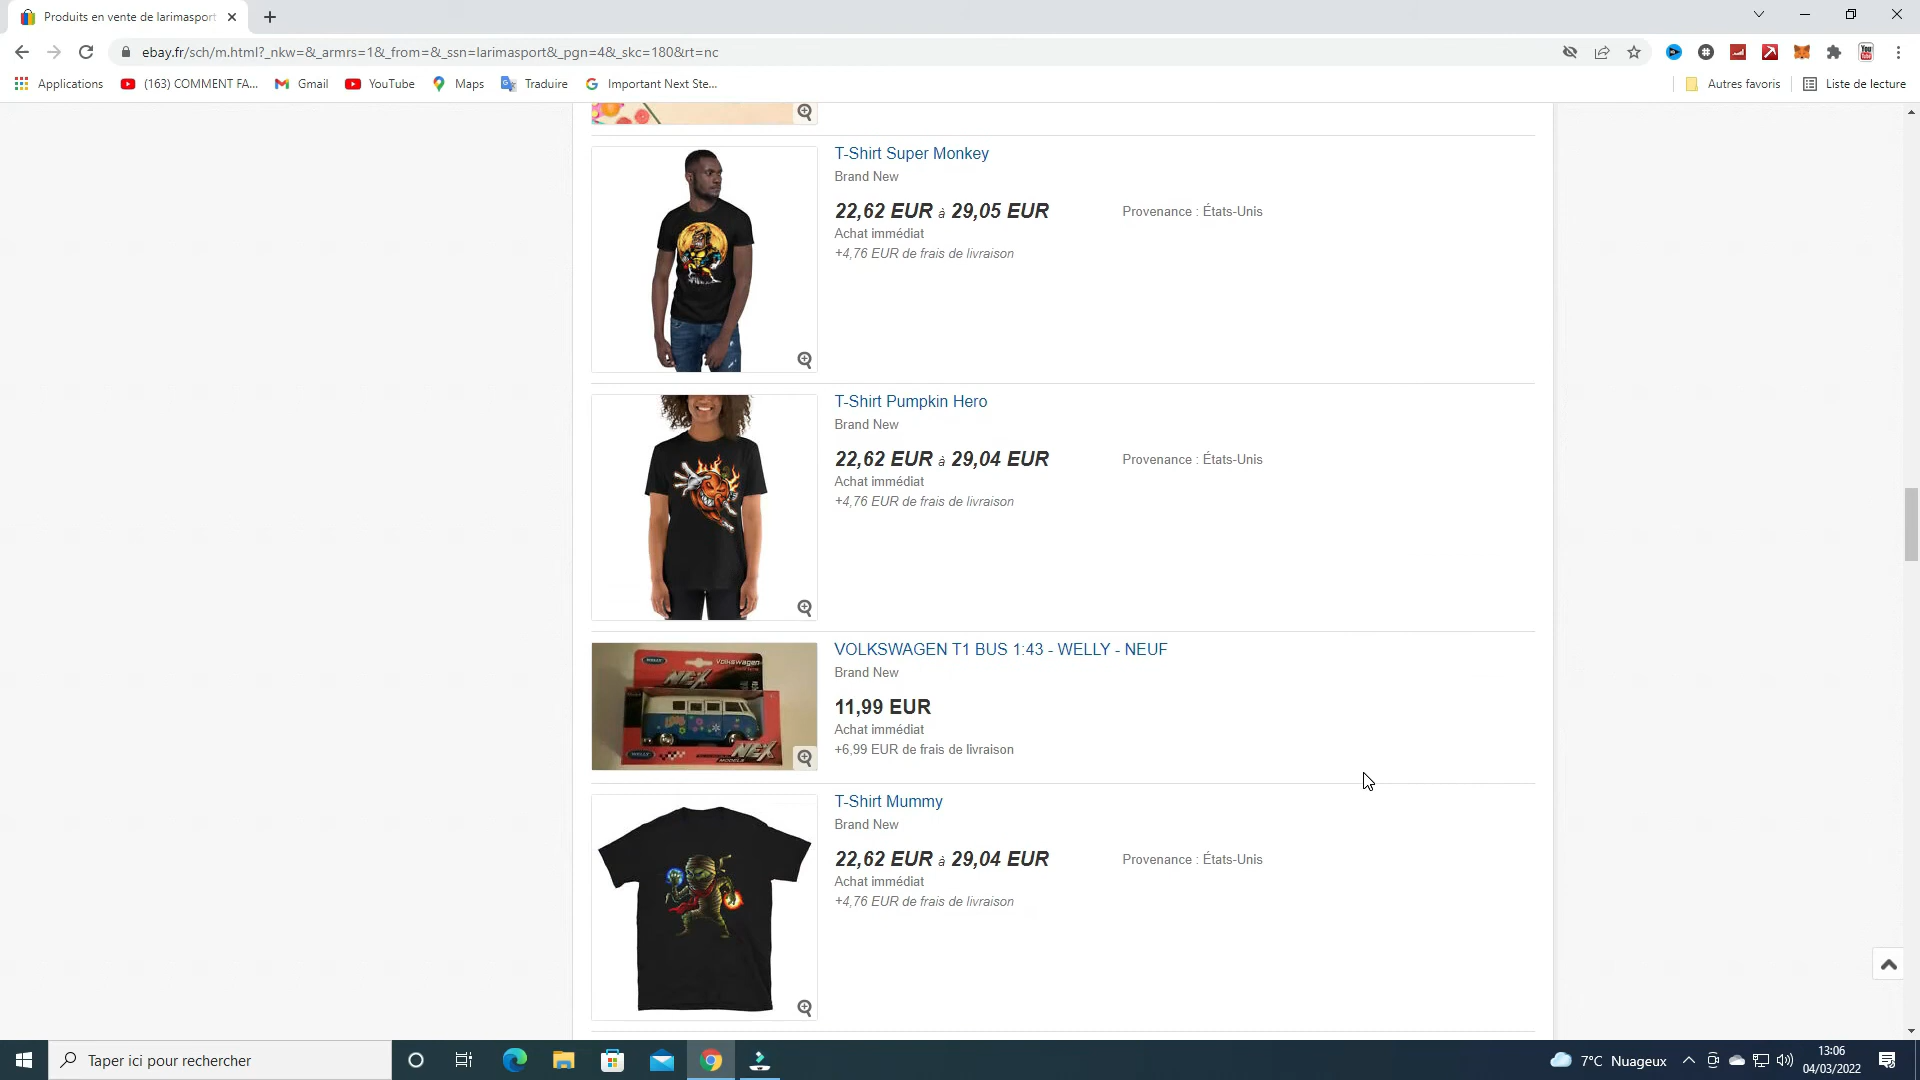 Produits en vente de larimasport
ebay.fr/sch/m.html?_nkw=&_armrs=1&_from=&_ssn=larimasport&_pgn=4&_skc=180&rt=nc
Applications
(163) COMMENT FA...
Gmail
YouTube
Maps
Traduire
Important Next Ste...
Autres favoris
Liste de lecture
T-Shirt Super Monkey
Brand New
22,62 EUR à 29,05 EUR
Provenance : États-Unis
Achat immédiat
+4,76 EUR de frais de livraison
T-Shirt Pumpkin Hero
Brand New
22,62 EUR à 29,04 EUR
Provenance : États-Unis
Achat immédiat
+4,76 EUR de frais de livraison
VOLKSWAGEN T1 BUS 1:43 - WELLY - NEUF
Brand New
11,99 EUR
Achat immédiat
+6,99 EUR de frais de livraison
WELLY
Volkswagen
NEX
WELLY
NEX
MODELS
T-Shirt Mummy
Brand New
22,62 EUR à 29,04 EUR
Provenance : États-Unis
Achat immédiat
+4,76 EUR de frais de livraison
Taper ici pour rechercher
7°C Nuageux
13:06
04/03/2022